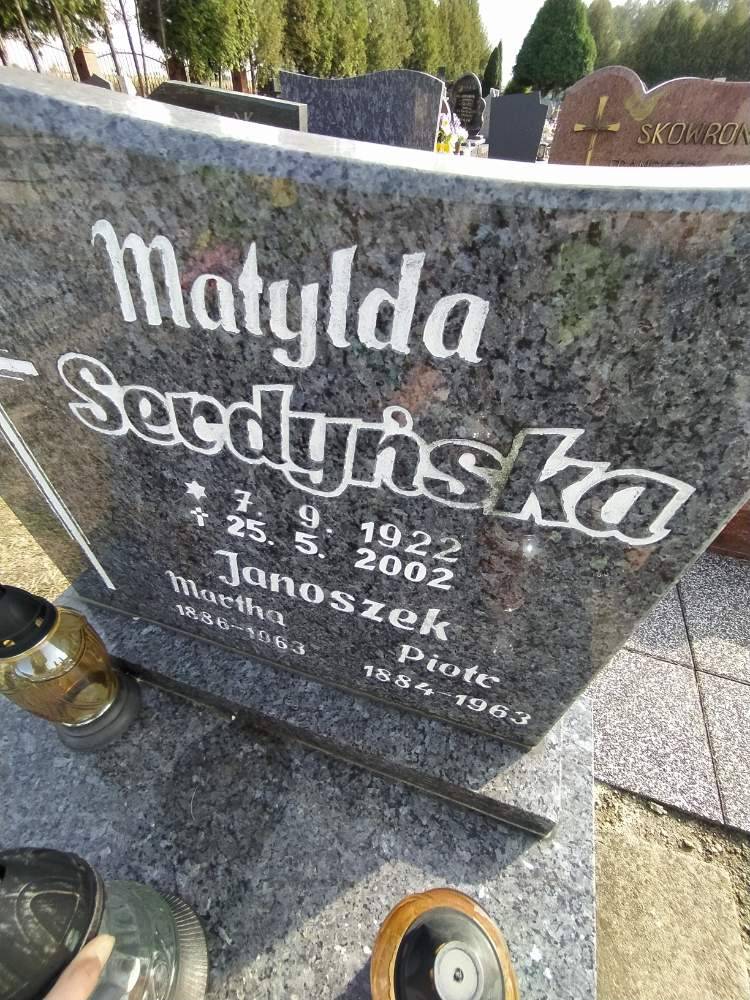 SKOWRON
Matylda
Serdyńska
* 7. 9. 1922
† 25. 5. 2002
Janoszek
Martha Piotr
1886-1963 1884-1963